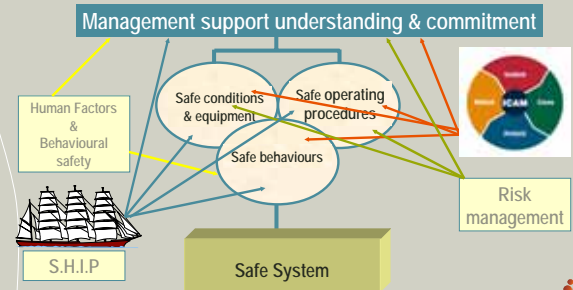 Management support understanding & commitment
Safe conditions
& equipment
Safe operating
procedures
Safe behaviours
Human Factors
&
Behavioural
safety
ICAM
Risk
management
S.H.I.P
Safe System